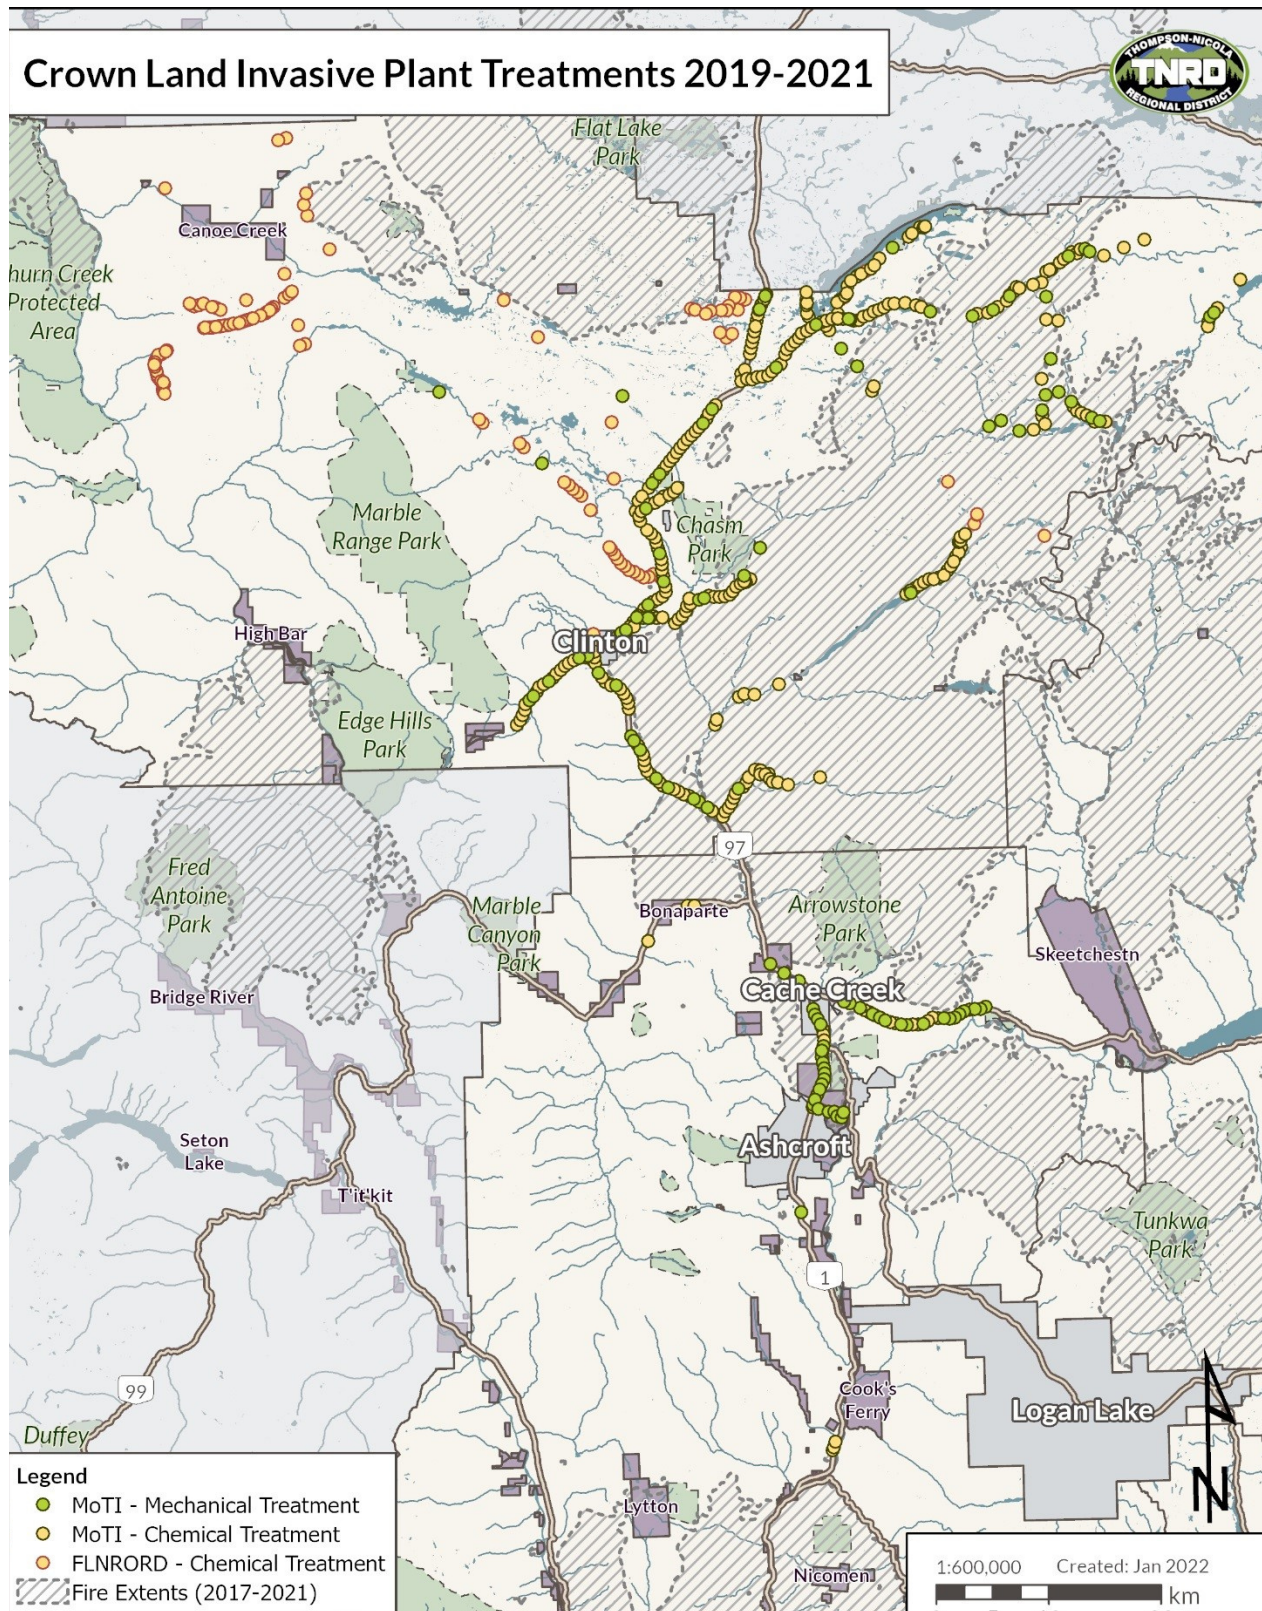 Crown Land Invasive Plant Treatments 2019-2021
THOMPSON-NICOLA
TNRD
REGIONAL DISTRICT
Flat Lake
Park
Canoe Creek
hurn Creek
Protected
Area
Marble
Range Park
Chasm
Park
High Bar
Clinton
Edge Hills
Park
97
Fred
Antoine
Park
Marble
Canyon
Park
Bonaparte
Arrowstone
Park
Skeetchestn
Bridge River
Cache Creek
Seton
Lake
Ashcroft
T'it'kit
Tunkwa
Park
1
99
Cook's
Ferry
Logan Lake
Duffey
Lytton
Nicomen
N
Legend
MoTI - Mechanical Treatment
MoTI - Chemical Treatment
FLNRORD - Chemical Treatment
Fire Extents (2017-2021)
1:600,000 Created: Jan 2022
km